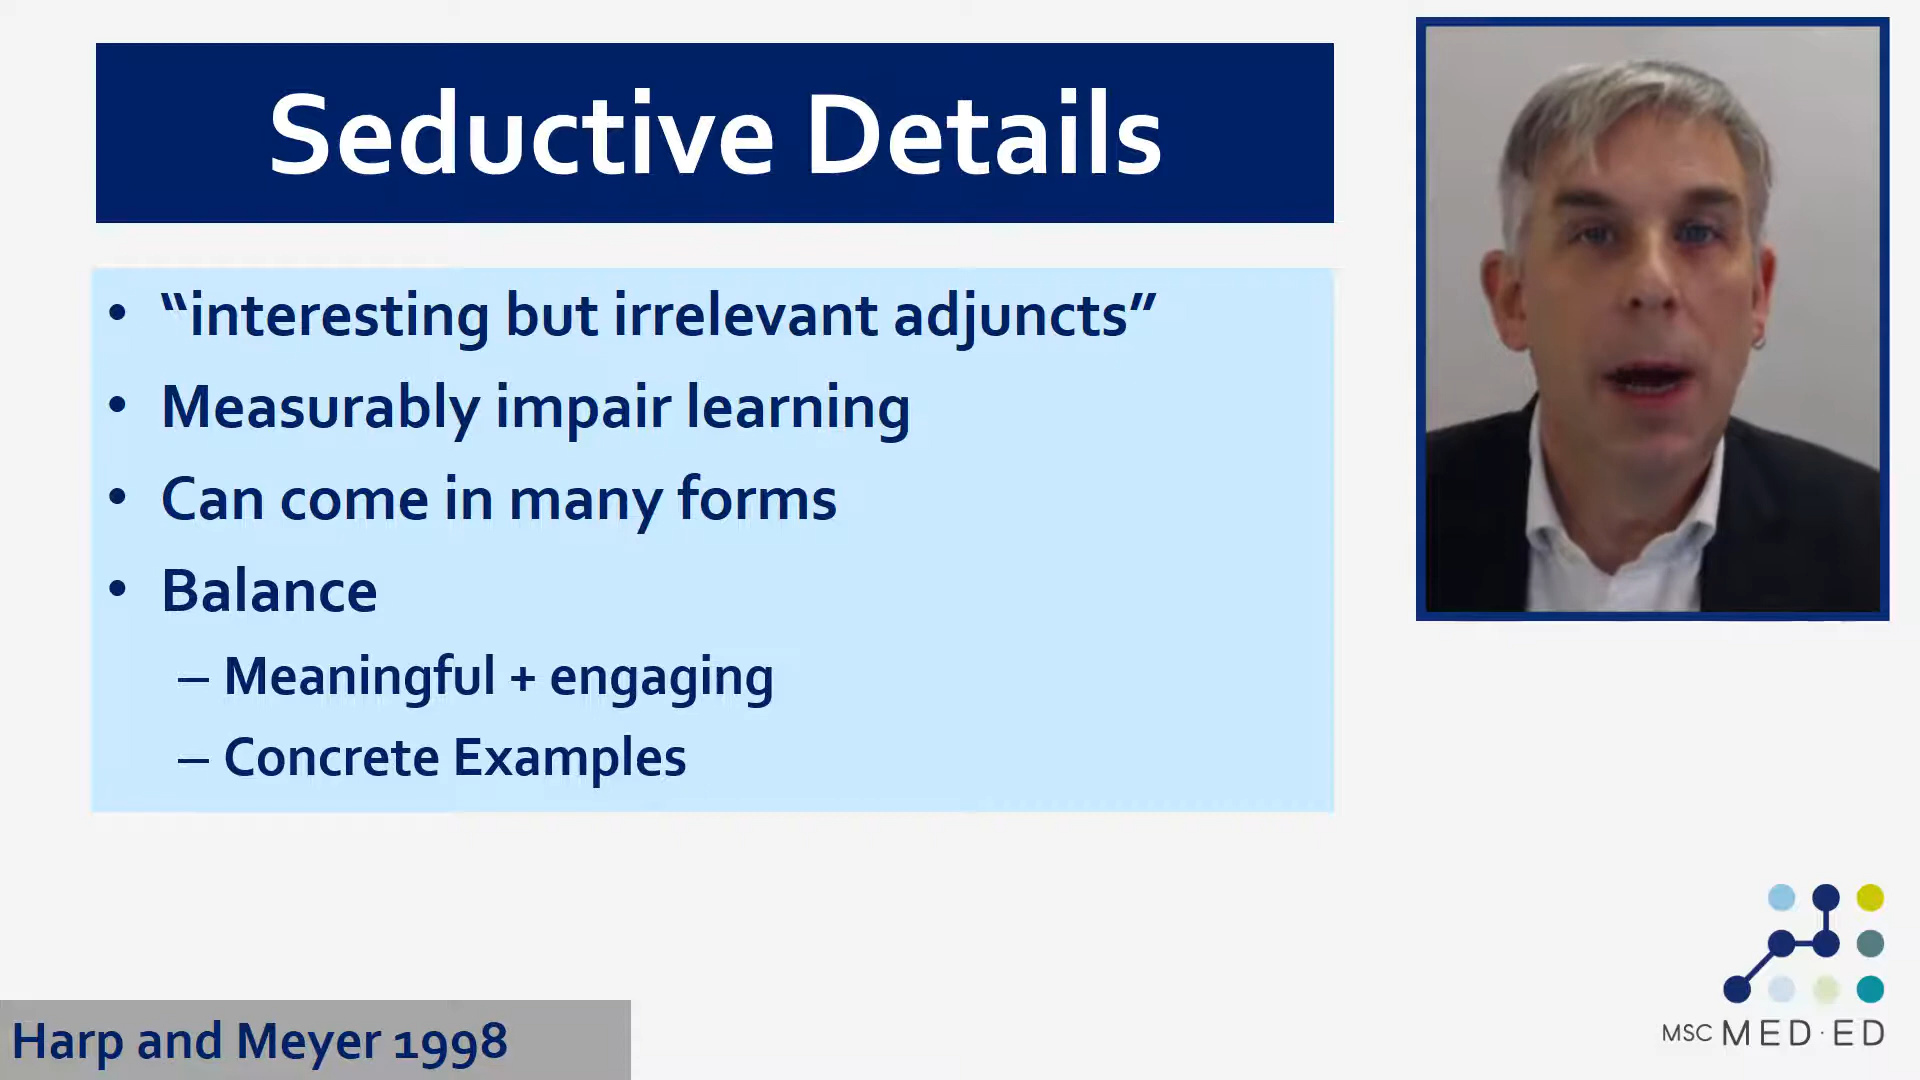 Seductive Details
• “interesting but irrelevant adjuncts”
• Measurably impair learning
• Can come in many forms
• Balance
– Meaningful + engaging
– Concrete Examples
Harp and Meyer 1998
MSC MED·ED